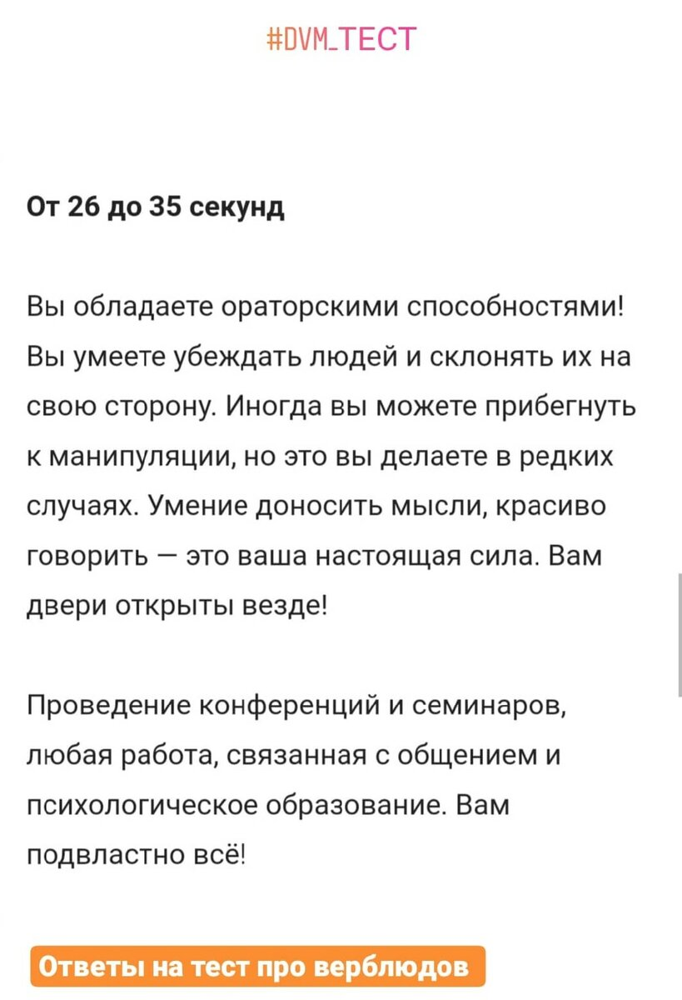 #DVM_ТЕСТ
От 26 до 35 секунд
Вы обладаете ораторскими способностями!
Вы умеете убеждать людей и склонять их на
свою сторону. Иногда вы можете прибегнуть
к манипуляции, но это вы делаете в редких
случаях. Умение доносить мысли, красиво
говорить — это ваша настоящая сила. Вам
двери открыты везде!
Проведение конференций и семинаров,
любая работа, связанная с общением и
психологическое образование. Вам
подвластно всё!
Ответы на тест про верблюдов